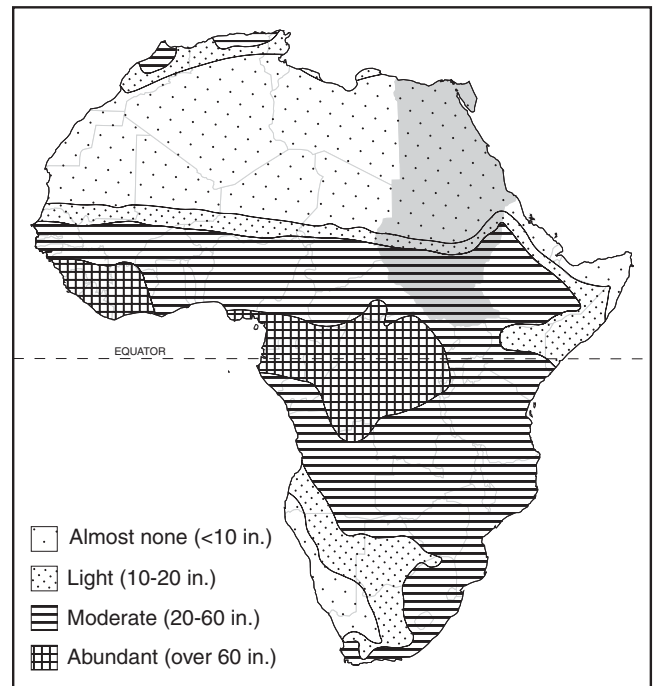 EQUATOR
Almost none (<10 in.)
Light (10-20 in.)
Moderate (20-60 in.)
Abundant (over 60 in.)